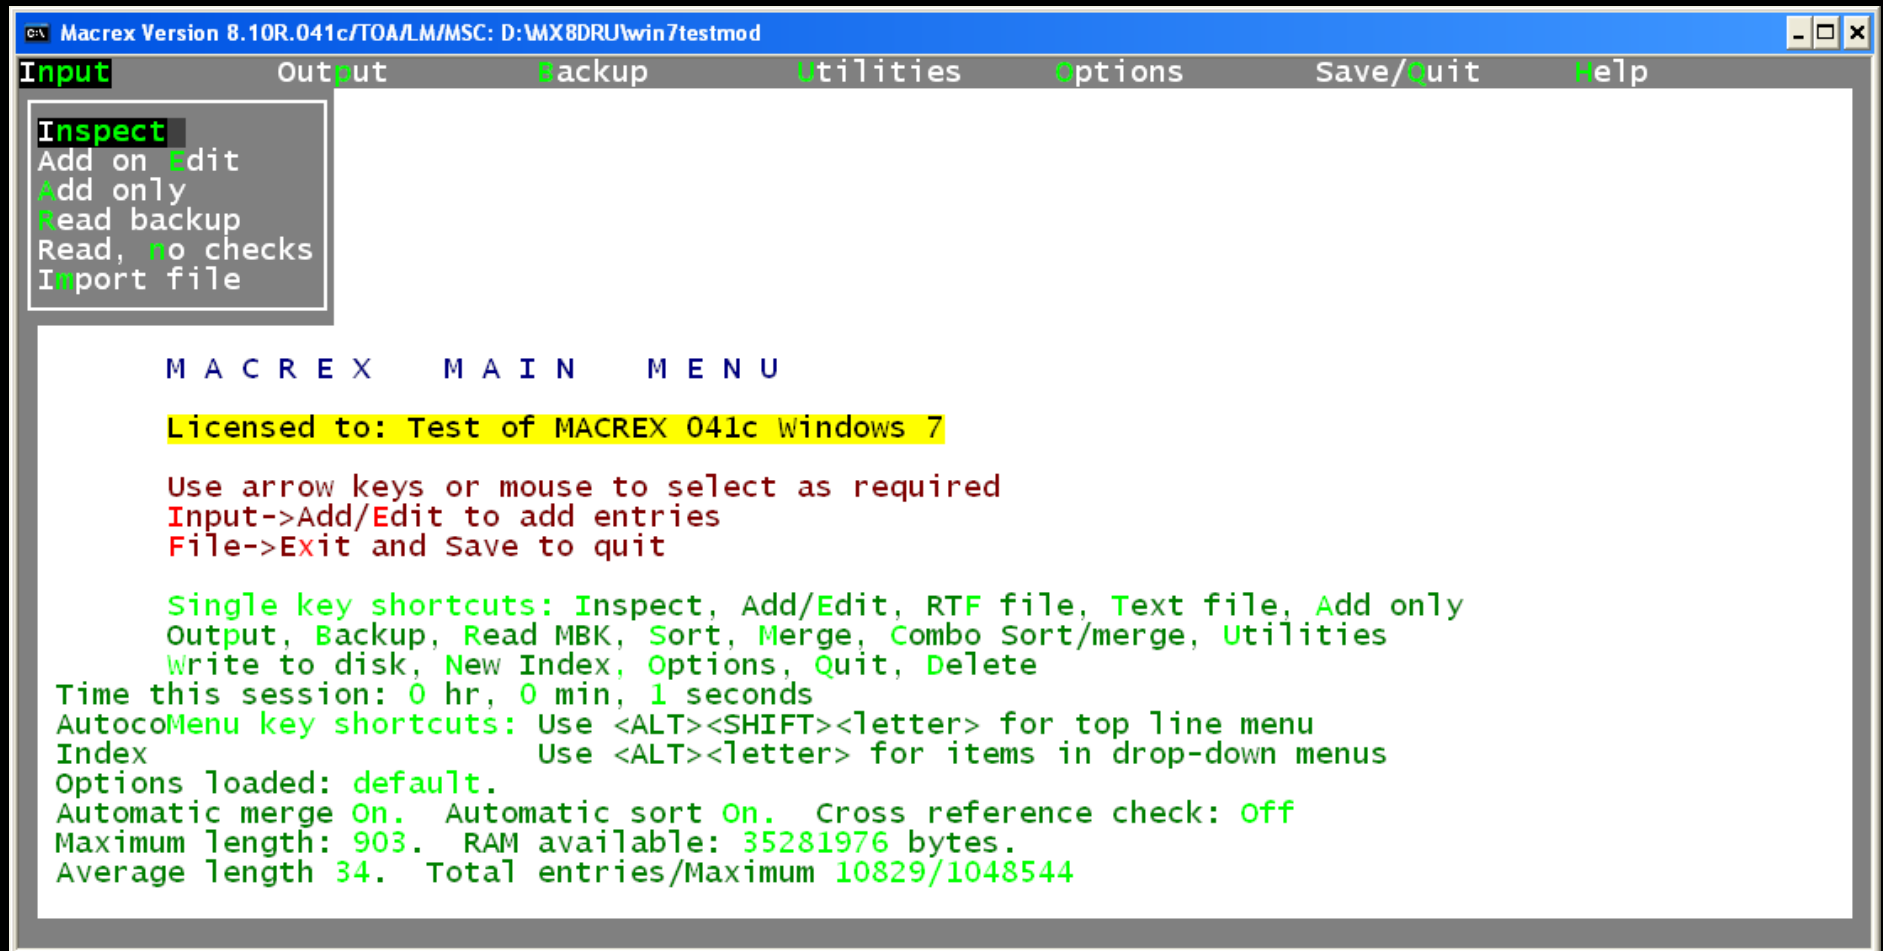 Macrex Version 8.10R.041c/TOA/LM/MSC: D:\MX8DRU\win7testmod
Input Output Backup Utilities Options Save/Quit Help
Inspect
Add on Edit
Add only
Read backup
Read, no checks
Import file
M A C R E X   M A I N   M E N U
Licensed to: Test of MACREX 041c Windows 7
Use arrow keys or mouse to select as required
Input->Add/Edit to add entries
File->Exit and Save to quit
Single key shortcuts: Inspect, Add/Edit, RTF file, Text file, Add only
Output, Backup, Read MBK, Sort, Merge, Combo Sort/merge, Utilities
Write to disk, New Index, Options, Quit, Delete
Time this session: 0 hr, 0 min, 1 seconds
AutocoMenu key shortcuts: Use <ALT><SHIFT><letter> for top line menu
Index Use <ALT><letter> for items in drop-down menus
Options loaded: default.
Automatic merge On. Automatic sort On. Cross reference check: Off
Maximum length: 903. RAM available: 35281976 bytes.
Average length 34. Total entries/Maximum 10829/1048544